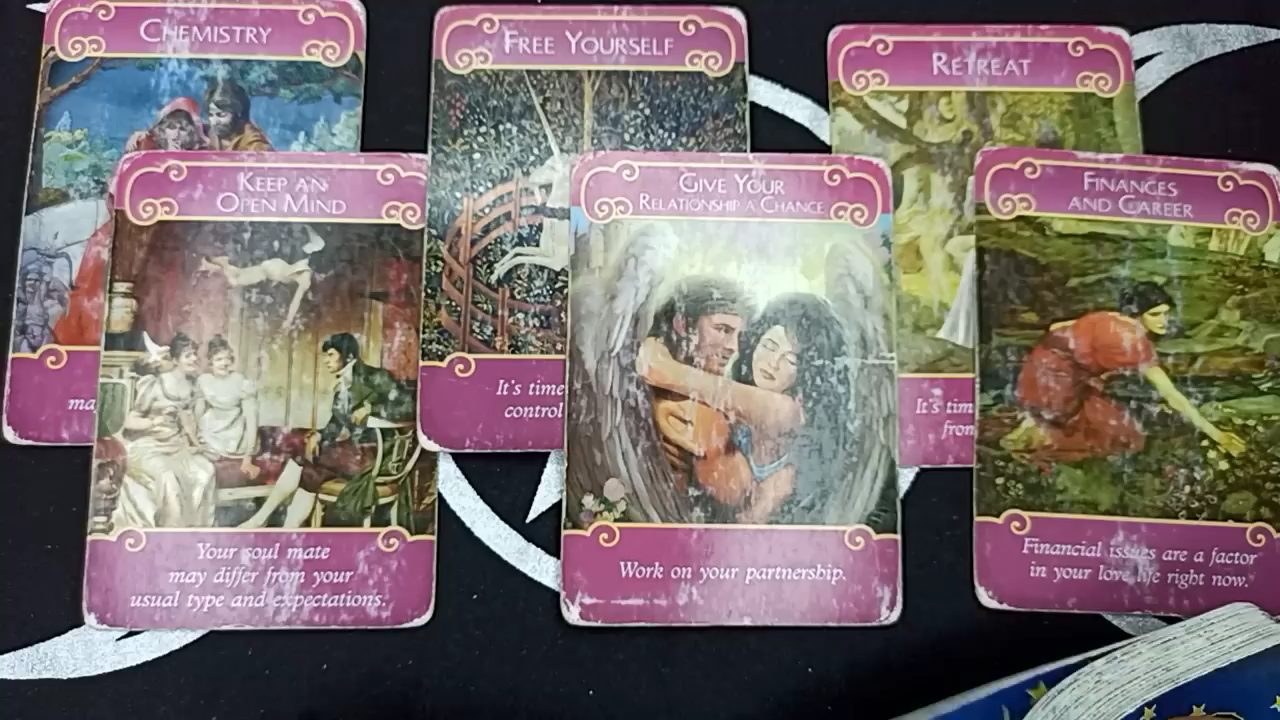 CHEMISTRY
ma
FREE YOURSELF
It's time
control
RETREAT
It's tim
from
KEEP AN
OPEN MIND
Your soul mate
may differ from your
usual type and expectations.
GIVE YOUR
RELATIONSHIP A CHANCE
Work on your partnership.
FINANCES
AND CAREER
Financial issues are a factor
in your love life right now.